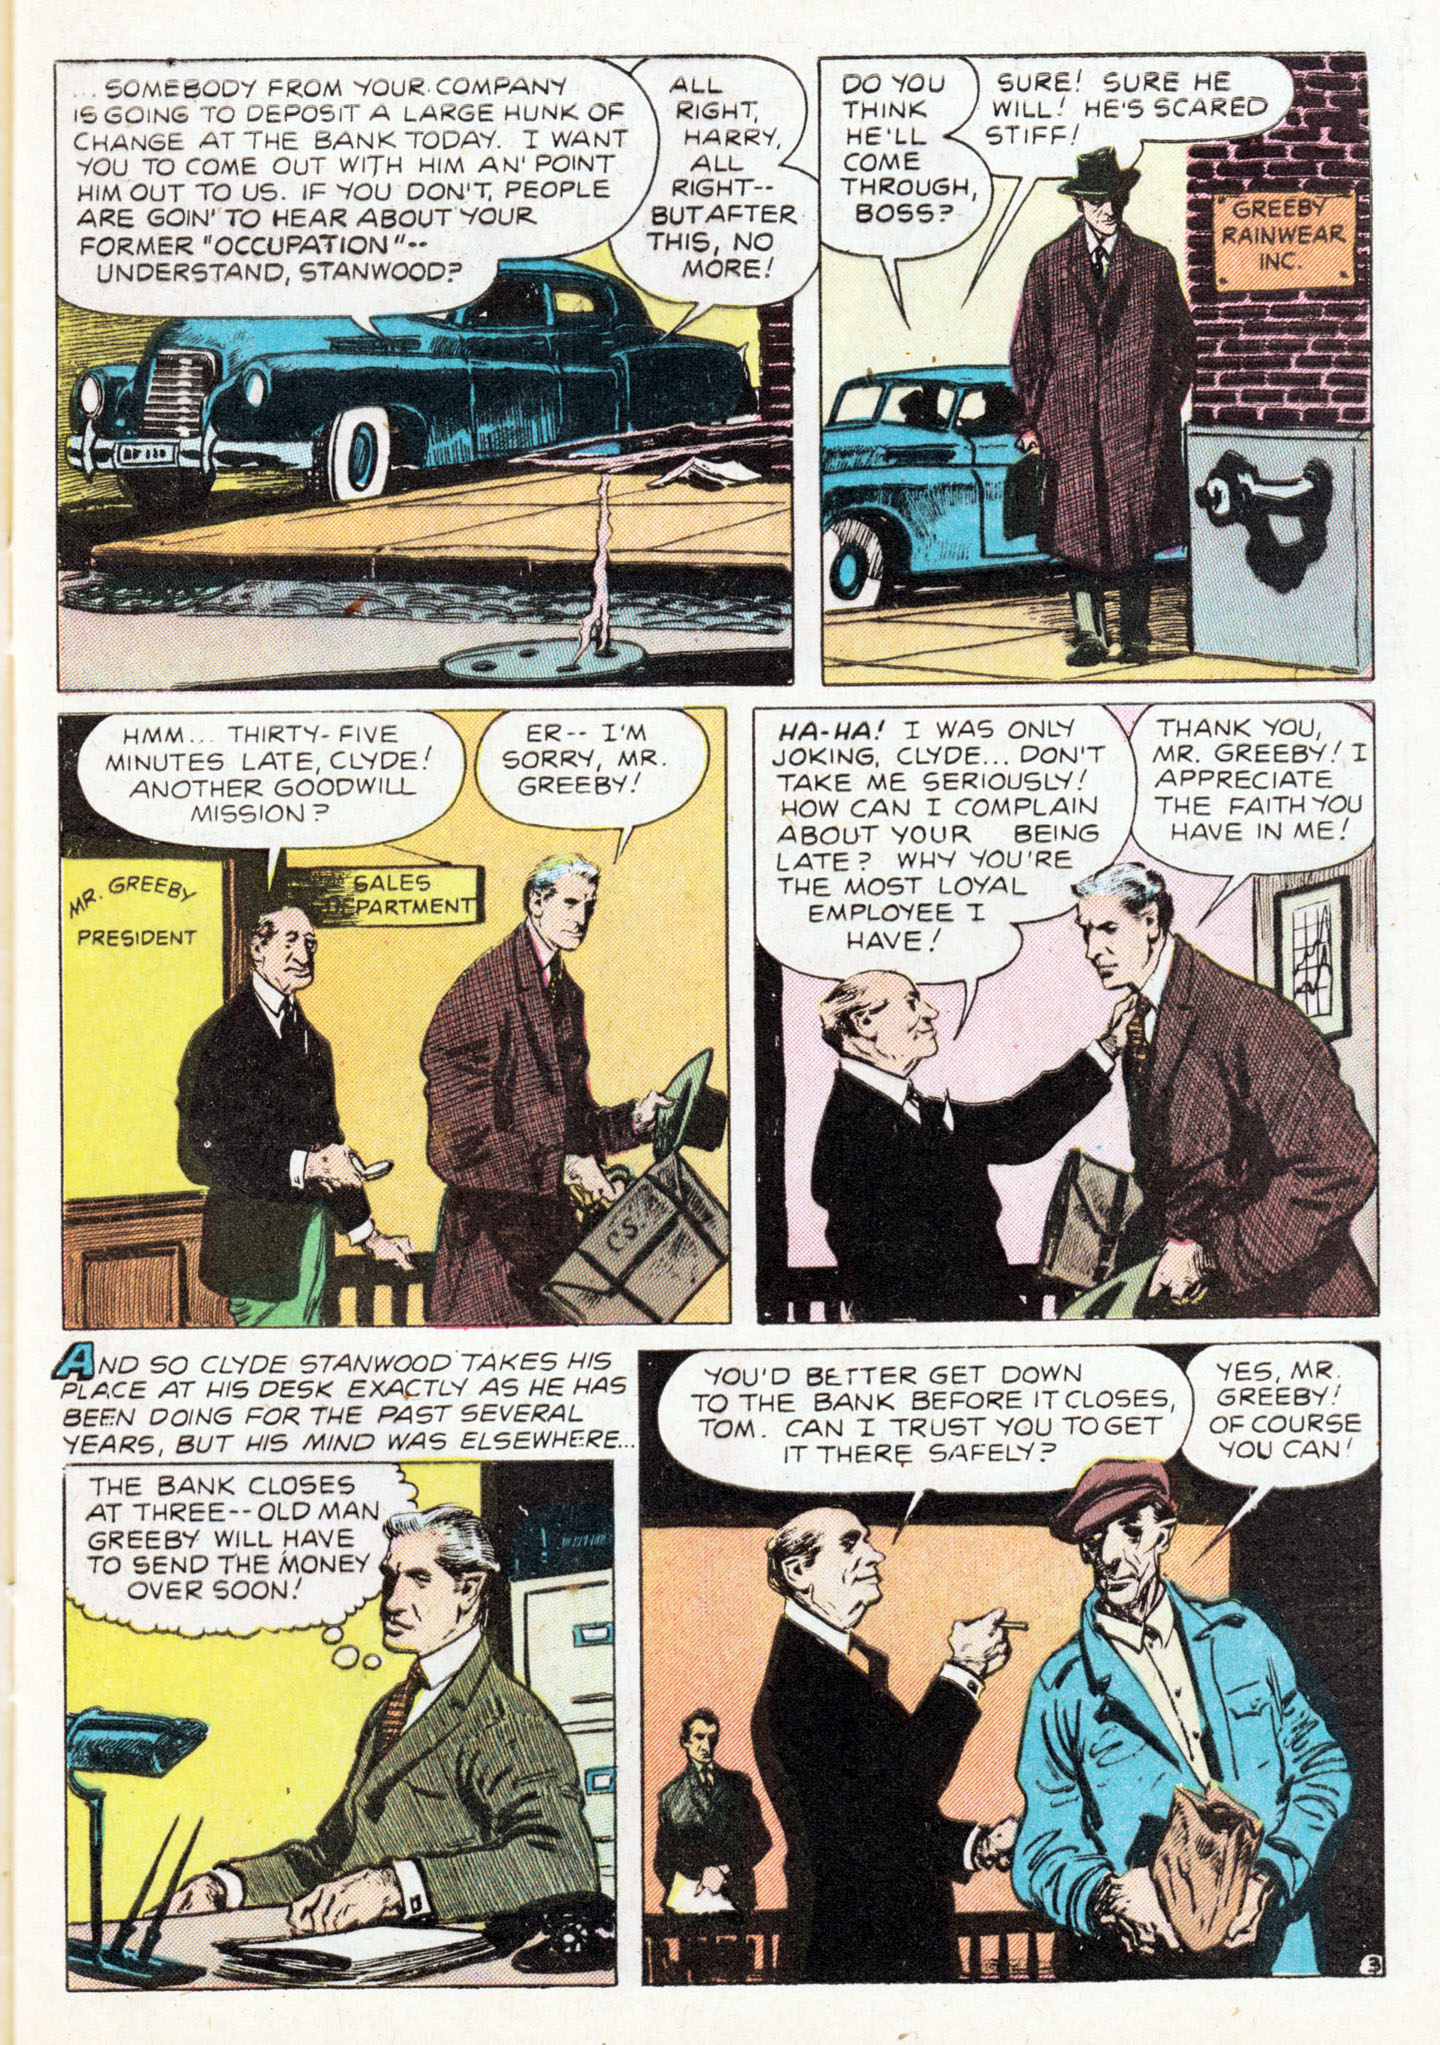 ... SOMEBODY FROM YOUR COMPANY
IS GOING TO DEPOSIT A LARGE HUNK OF
CHANGE AT THE BANK TODAY. I WANT
YOU TO COME OUT WITH HIM AN' POINT
HIM OUT TO US. IF YOU DON'T, PEOPLE
ARE GOIN' TO HEAR ABOUT YOUR
FORMER "OCCUPATION"--
UNDERSTAND, STANWOOD?
ALL
RIGHT,
HARRY,
ALL
RIGHT--
BUT AFTER
THIS, NO
MORE!
DO YOU
THINK
HE'LL
COME
THROUGH,
BOSS?
SURE! SURE HE
WILL! HE'S SCARED
STIFF!
GREEBY
RAINWEAR
INC.
HMM... THIRTY-FIVE
MINUTES LATE, CLYDE!
ANOTHER GOODWILL
MISSION?
ER-- I'M
SORRY, MR.
GREEBY!
MR. GREEBY
PRESIDENT
SALES
DEPARTMENT
C.S.
HA-HA! I WAS ONLY
JOKING, CLYDE... DON'T
TAKE ME SERIOUSLY!
HOW CAN I COMPLAIN
ABOUT YOUR BEING
LATE? WHY YOU'RE
THE MOST LOYAL
EMPLOYEE I
HAVE!
THANK YOU,
MR. GREEBY! I
APPRECIATE
THE FAITH YOU
HAVE IN ME!
AND SO CLYDE STANWOOD TAKES HIS
PLACE AT HIS DESK EXACTLY AS HE HAS
BEEN DOING FOR THE PAST SEVERAL
YEARS, BUT HIS MIND WAS ELSEWHERE...
THE BANK CLOSES
AT THREE-- OLD MAN
GREEBY WILL HAVE
TO SEND THE MONEY
OVER SOON!
YOU'D BETTER GET DOWN
TO THE BANK BEFORE IT CLOSES,
TOM. CAN I TRUST YOU TO GET
IT THERE SAFELY?
YES, MR.
GREEBY!
OF COURSE
YOU CAN!
3